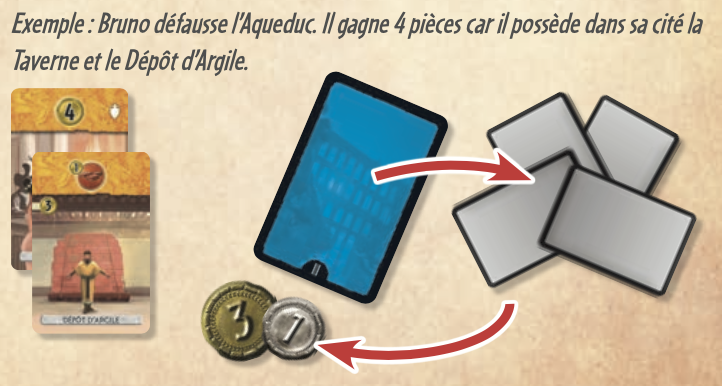 Exemple : Bruno défausse l'Aqueduc. Il gagne 4 pièces car il possède dans sa cité la
Taverne et le Dépôt d'Argile.
4
1
3
DÉPÔT D'ARGILE
II
3
1